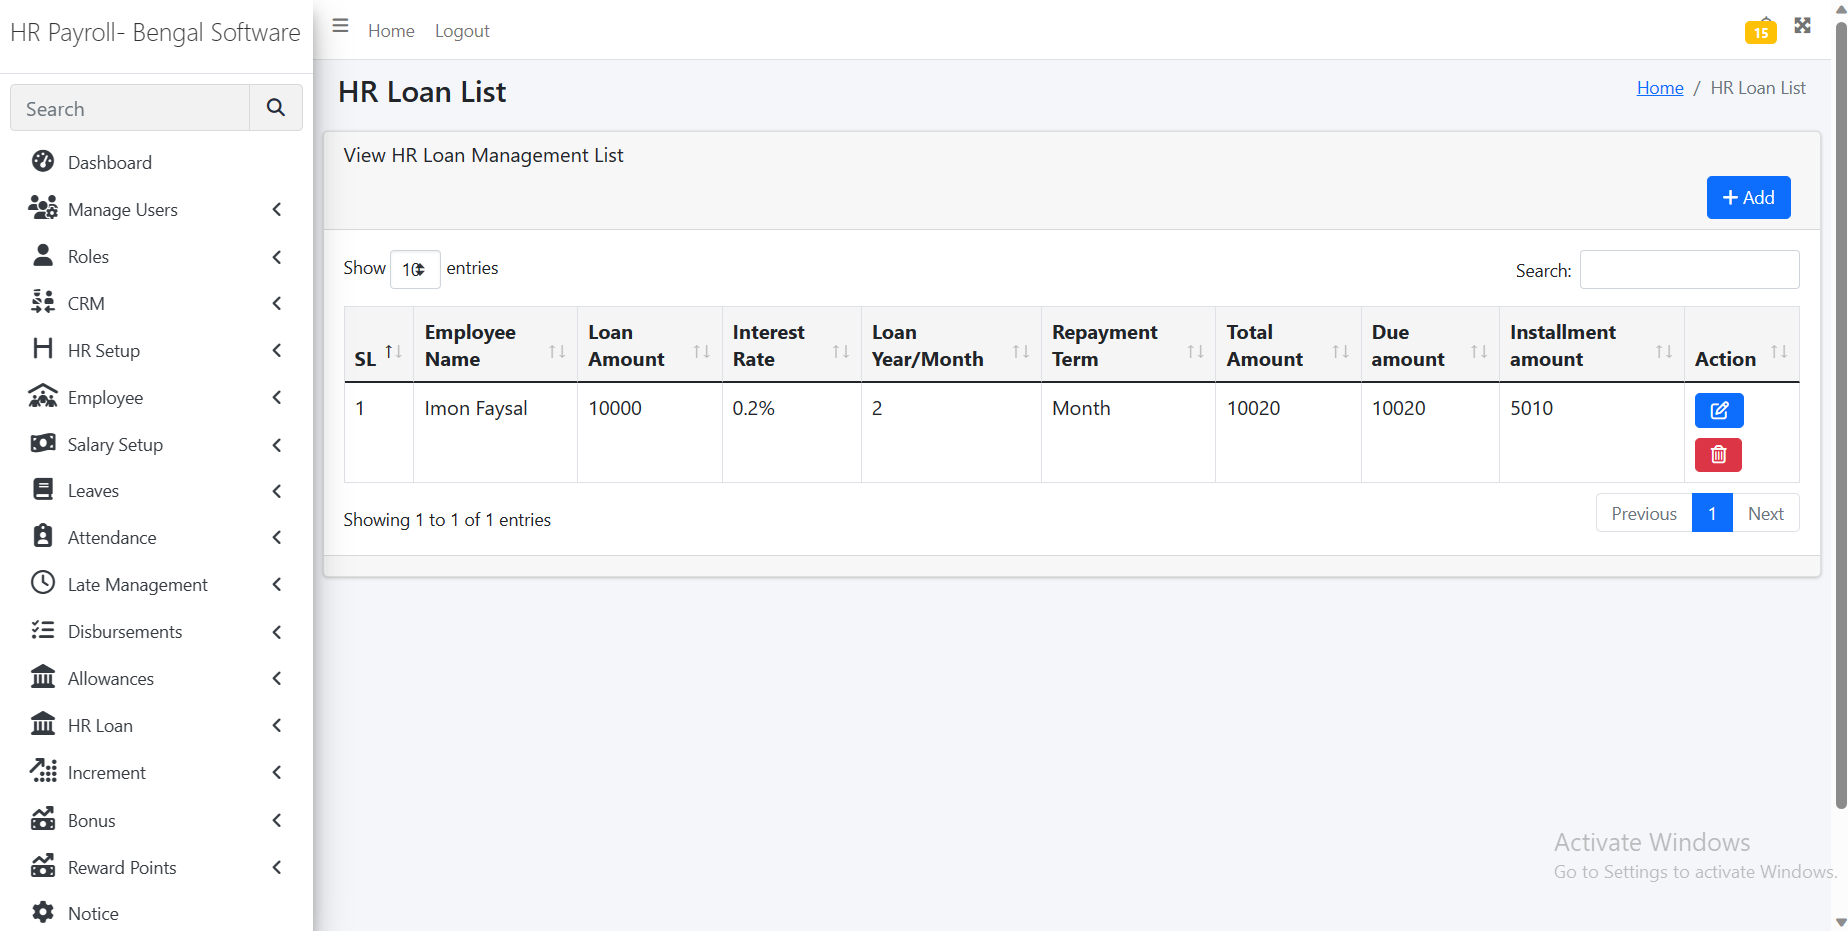 HR Payroll- Bengal Software
Home Logout
15
Search
HR Loan List
Home / HR Loan List
Dashboard
Manage Users
Roles
CRM
HR Setup
Employee
Salary Setup
Leaves
Attendance
Late Management
Disbursements
Allowances
HR Loan
Increment
Bonus
Reward Points
Notice
View HR Loan Management List
+ Add
Show 10 entries
Search:
SL Employee Name Loan Amount Interest Rate Loan Year/Month Repayment Term Total Amount Due amount Installment amount Action
1 Imon Faysal 10000 0.2% 2 Month 10020 10020 5010
Showing 1 to 1 of 1 entries
Previous 1 Next
Activate Windows
Go to Settings to activate Windows.